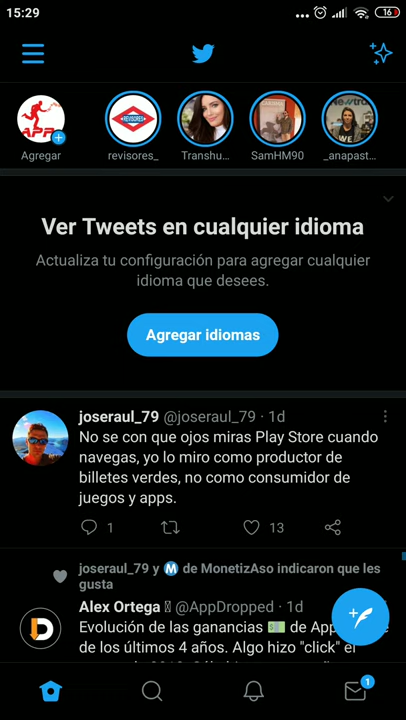 15:29
16
APP
REVISORES
Newtra
Agregar
revisores_
Transhu...
SamHM90
_anapast...
Ver Tweets en cualquier idioma
Actualiza tu configuración para agregar cualquier
idioma que desees.
Agregar idiomas
joseraul_79 @joseraul_79 · 1d
No se con que ojos miras Play Store cuando
navegas, yo lo miro como productor de
billetes verdes, no como consumidor de
juegos y apps.
1
13
joseraul_79 y M de MonetizAso indicaron que les
gusta
Alex Ortega @AppDropped · 1d
Evolución de las ganancias 💵 de App
de los últimos 4 años. Algo hizo "click" el
1